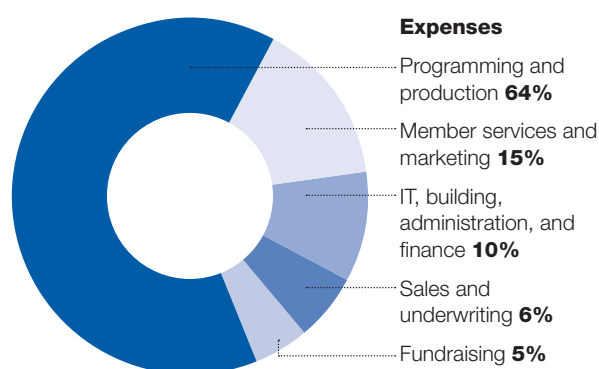 Expenses
Programming and
production 64%
Member services and
marketing 15%
IT, building,
administration, and
finance 10%
Sales and
underwriting 6%
Fundraising 5%